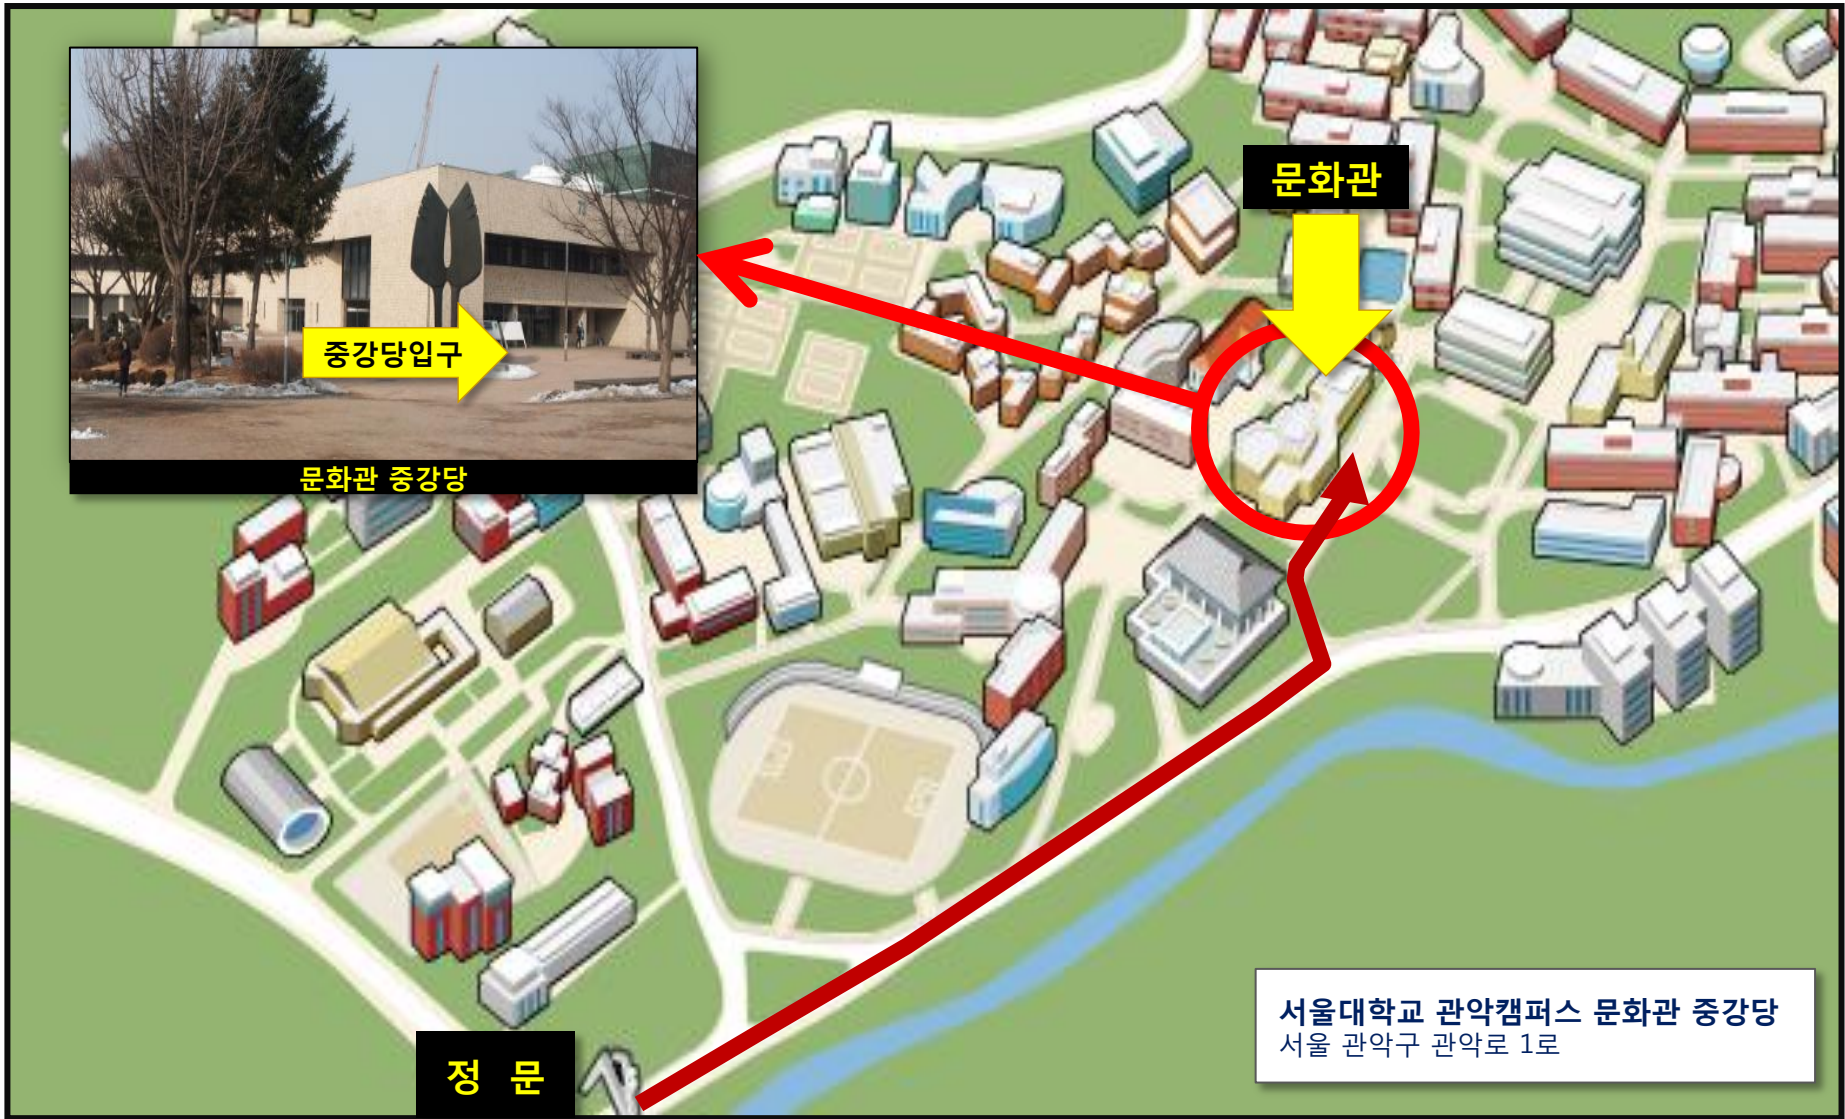 중강당입구
문화관 중강당
문화관
정 문
서울대학교 관악캠퍼스 문화관 중강당
서울 관악구 관악로 1로